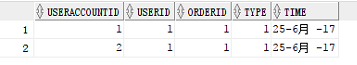 USERACCOUNTID USERID ORDERID TYPE TIME
1 1 1 1 1 25-6月 -17
2 2 1 1 1 25-6月 -17